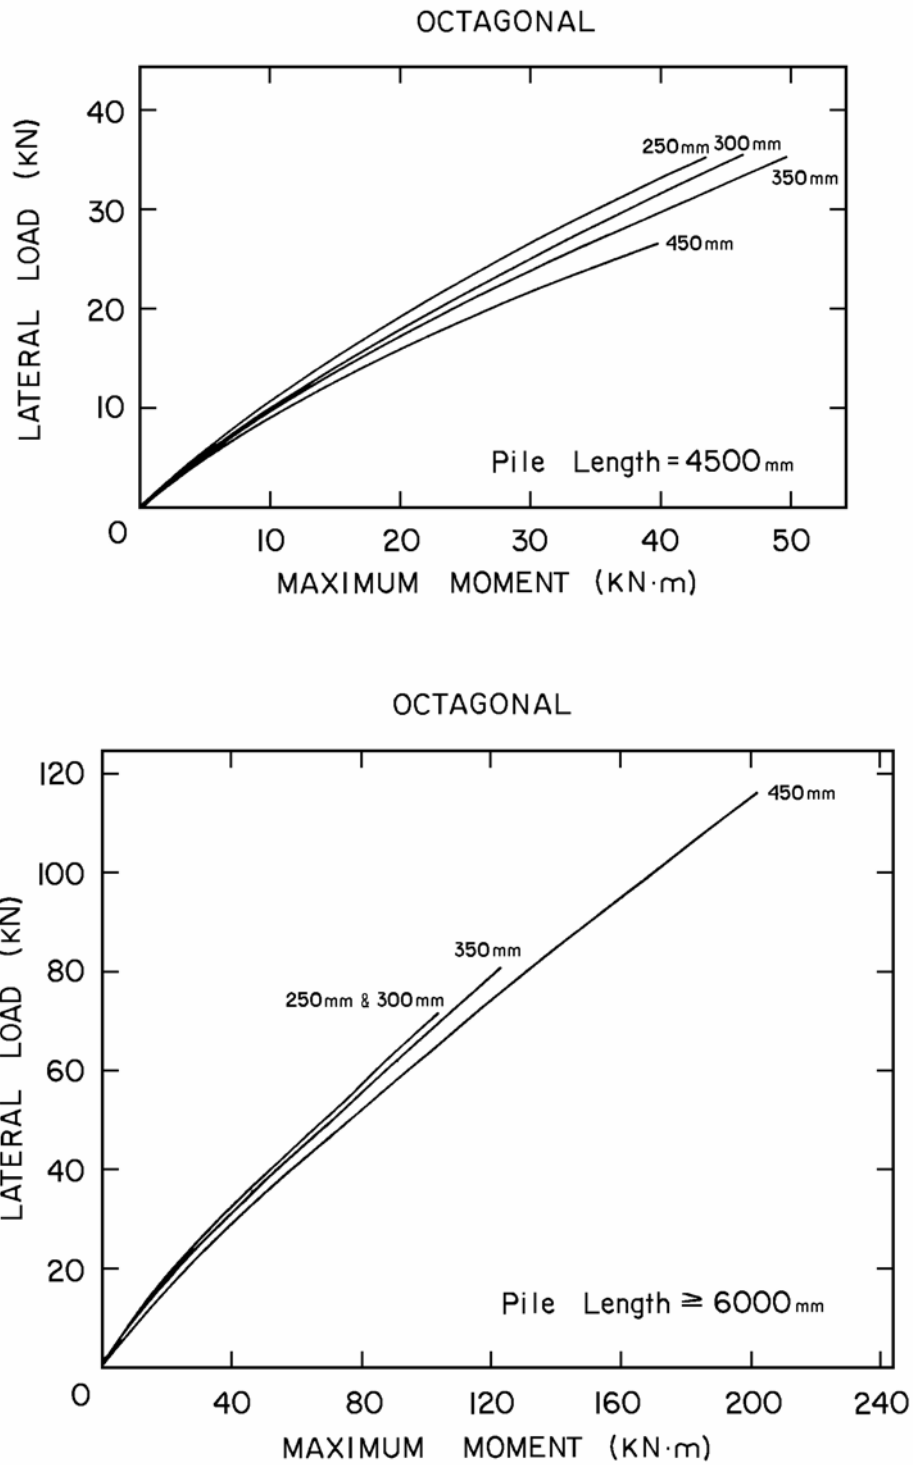 OCTAGONAL
LATERAL LOAD (KN)
40
30
20
10
0
250mm 300mm
350mm
450mm
Pile Length = 4500mm
10 20 30 40 50
MAXIMUM MOMENT (KN·m)
OCTAGONAL
LATERAL LOAD (KN)
120
100
80
60
40
20
0
450mm
350mm
250mm & 300mm
Pile Length ≧ 6000mm
40 80 120 160 200 240
MAXIMUM MOMENT (KN·m)